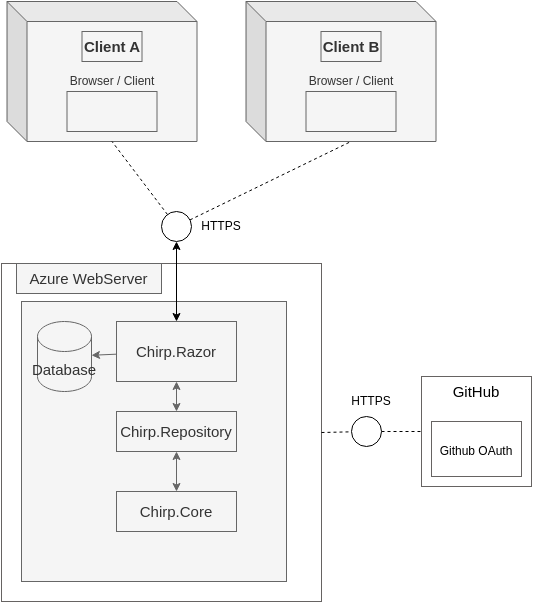 Client A
Client B
Browser / Client
Browser / Client
HTTPS
Azure WebServer
Chirp.Razor
Database
Chirp.Repository
Chirp.Core
HTTPS
GitHub
Github OAuth